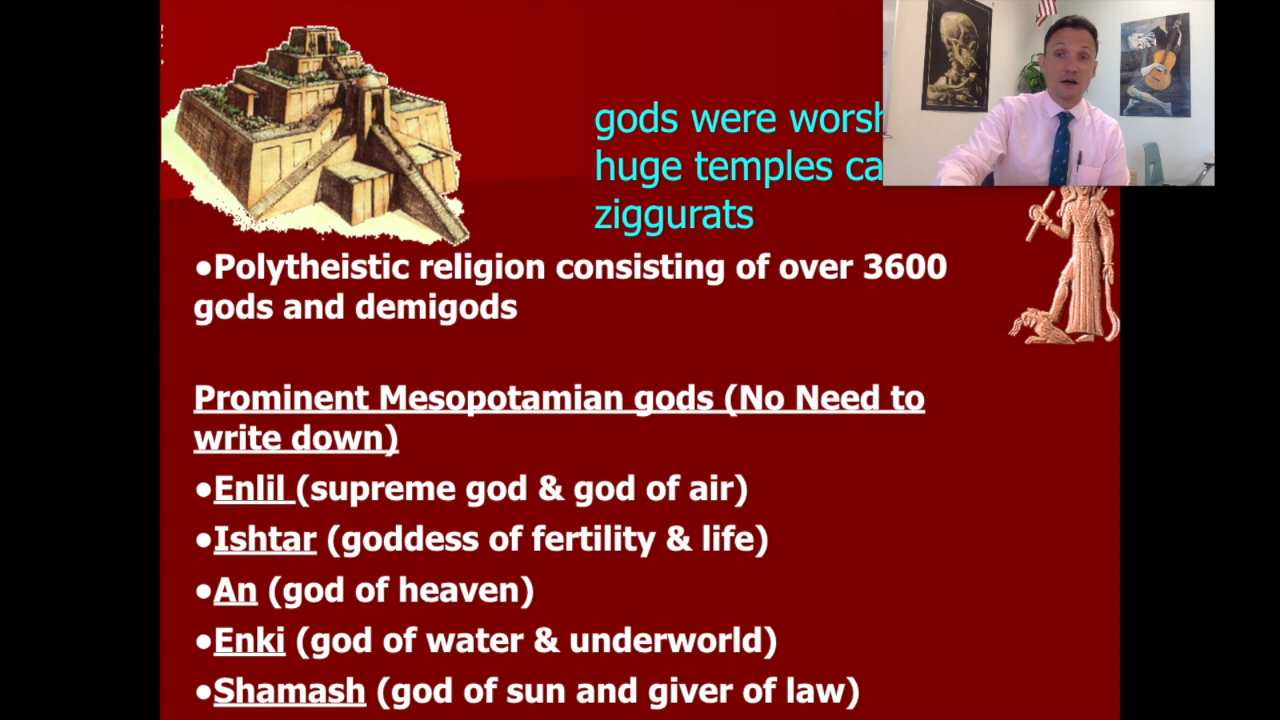 gods were
huge temples
ziggurats
●Polytheistic religion consisting of over 3600
gods and demigods
Prominent Mesopotamian gods (No Need to
write down)
●Enlil (supreme god & god of air)
●Ishtar (goddess of fertility & life)
●An (god of heaven)
●Enki (god of water & underworld)
●Shamash (god of sun and giver of law)